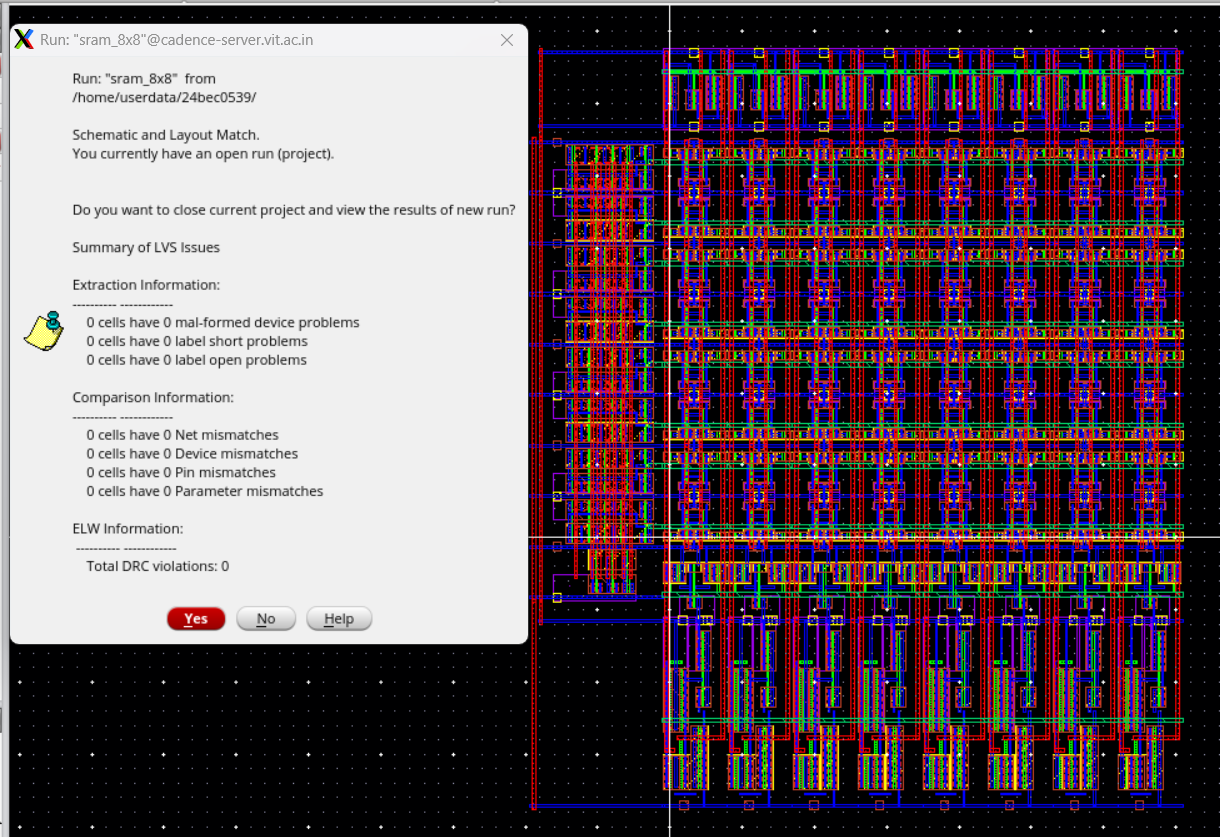 Run: "sram_8x8"@cadence-server.vit.ac.in
Run: "sram_8x8" from
/home/userdata/24bec0539/
Schematic and Layout Match.
You currently have an open run (project).
Do you want to close current project and view the results of new run?
Summary of LVS Issues
Extraction Information:
---------- ------------
0 cells have 0 mal-formed device problems
0 cells have 0 label short problems
0 cells have 0 label open problems
Comparison Information:
---------- ------------
0 cells have 0 Net mismatches
0 cells have 0 Device mismatches
0 cells have 0 Pin mismatches
0 cells have 0 Parameter mismatches
ELW Information:
---------- ------------
Total DRC violations: 0
Yes No Help